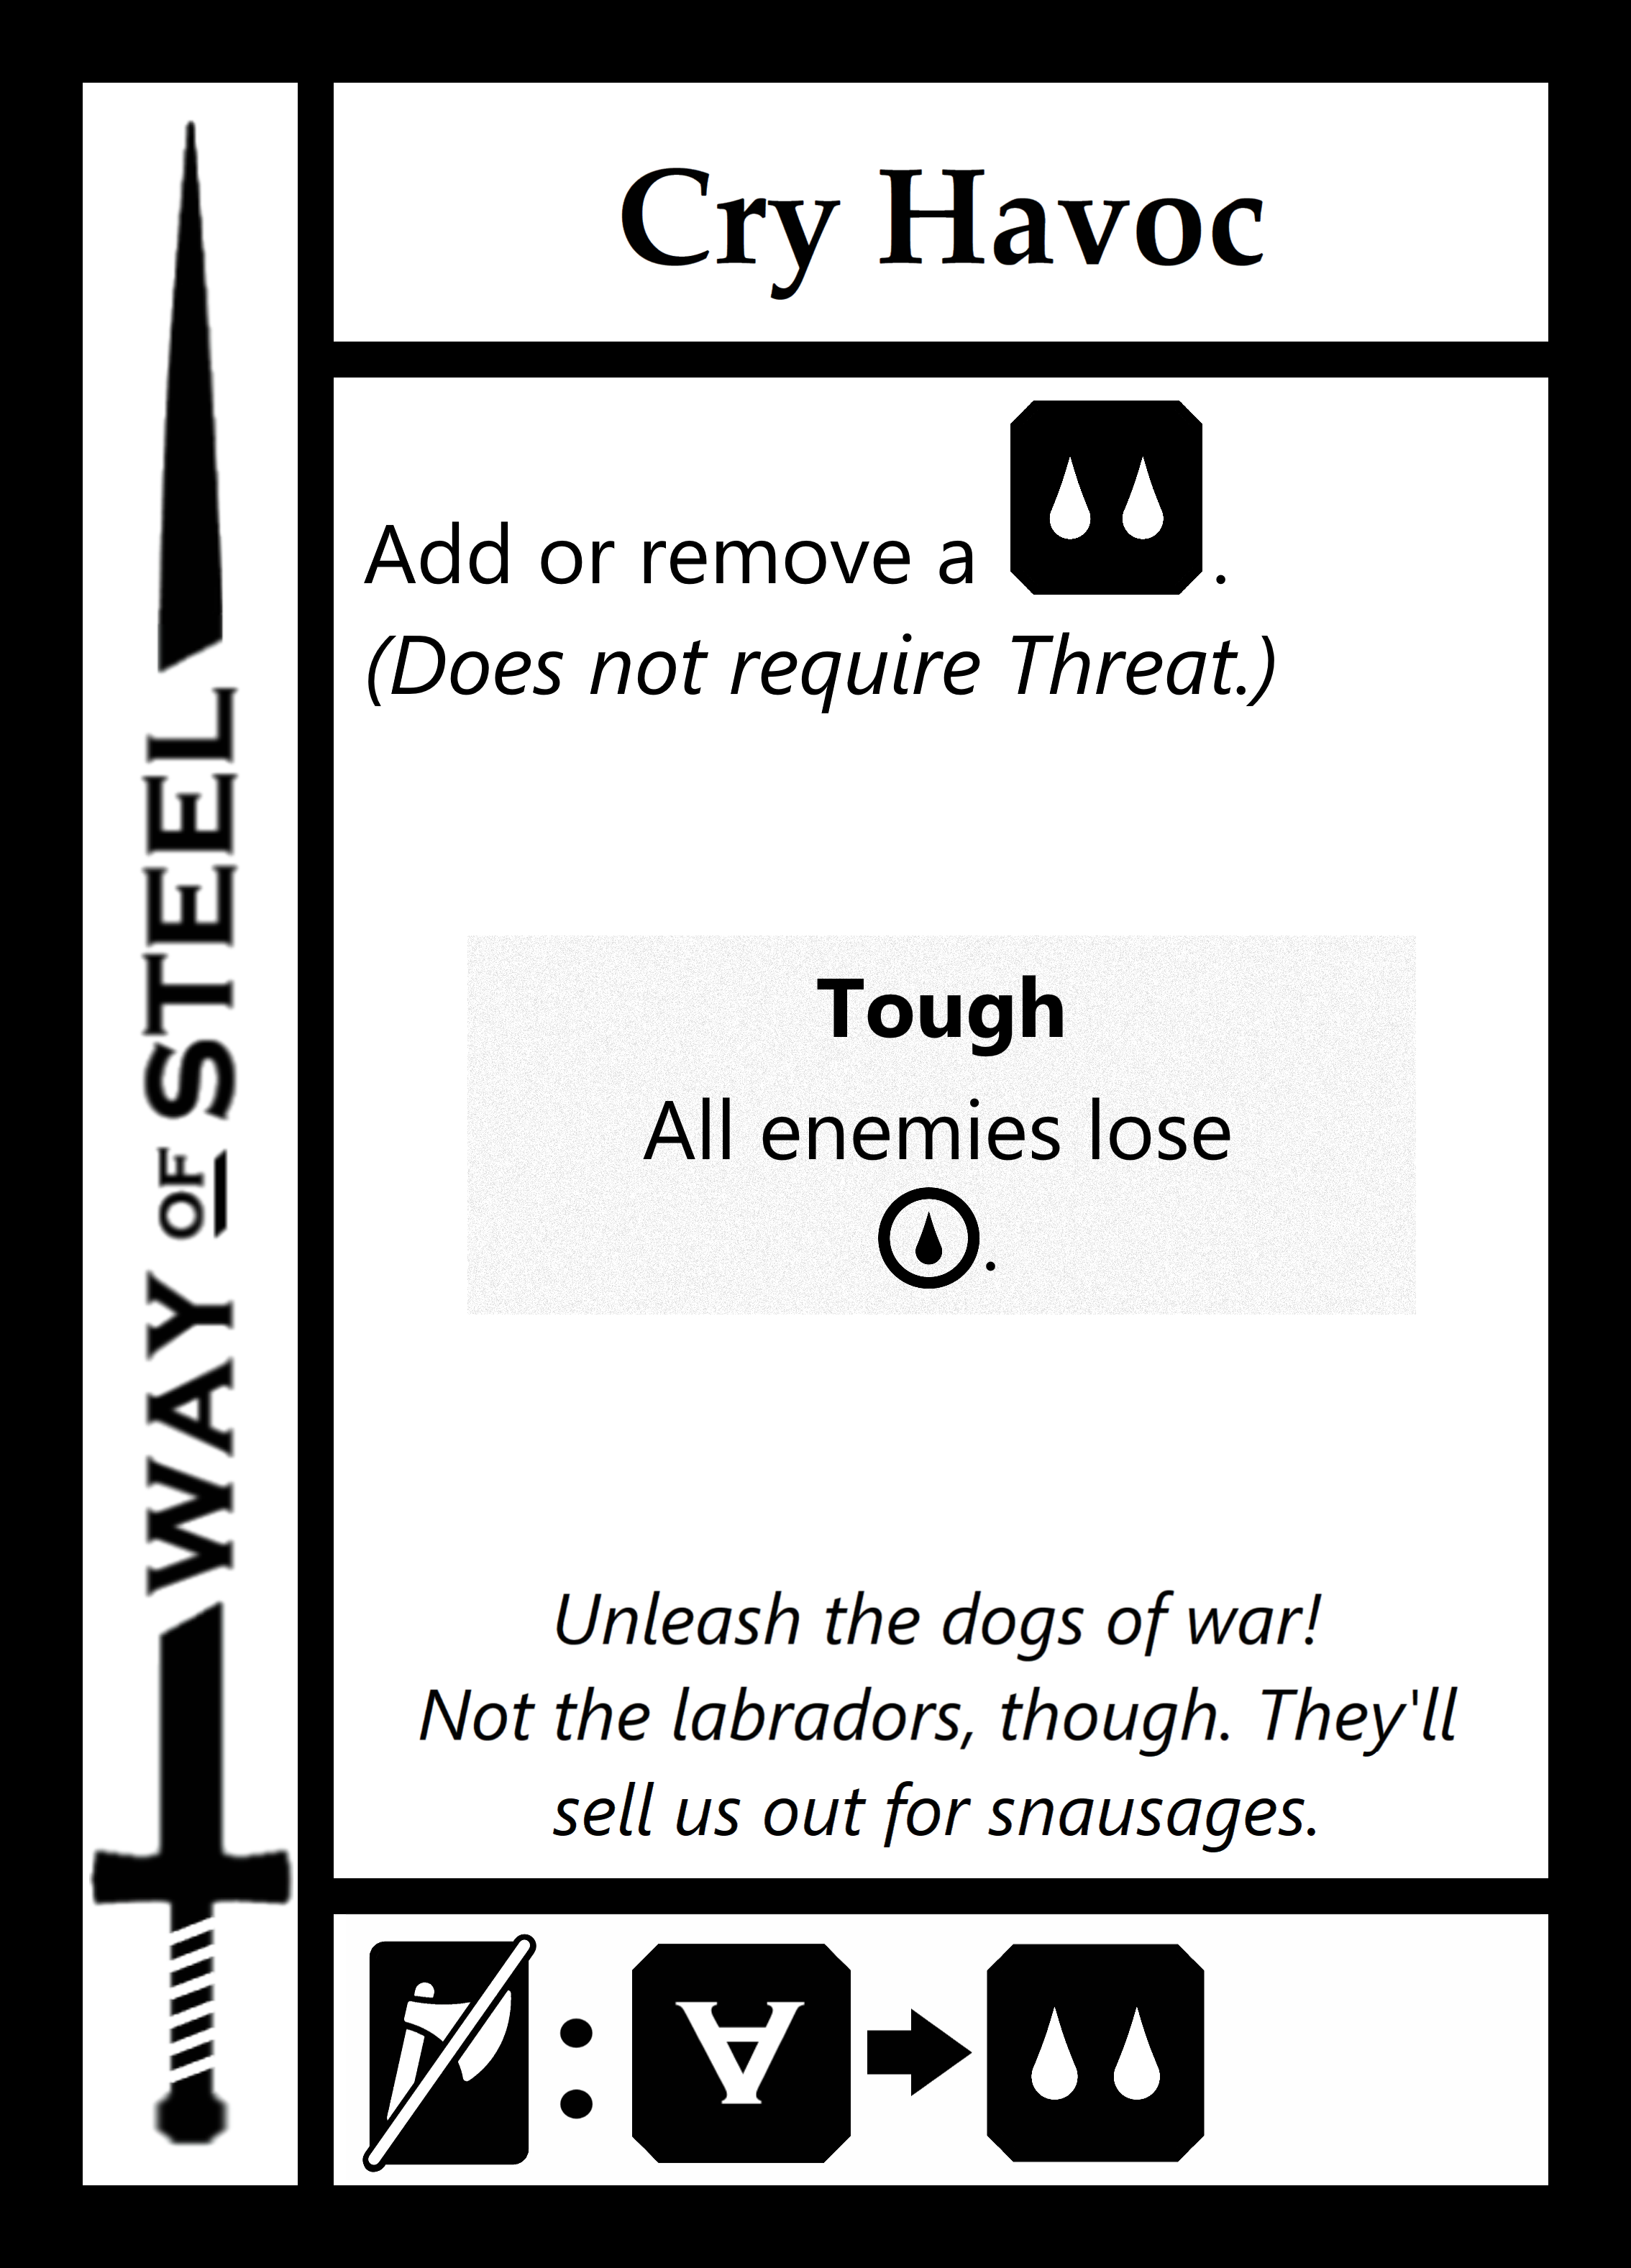 WAY OF STEEL
Cry Havoc
Add or remove a .
(Does not require Threat.)
Tough
All enemies lose
.
Unleash the dogs of war!
Not the labradors, though. They'll
sell us out for snausages.
: ∀